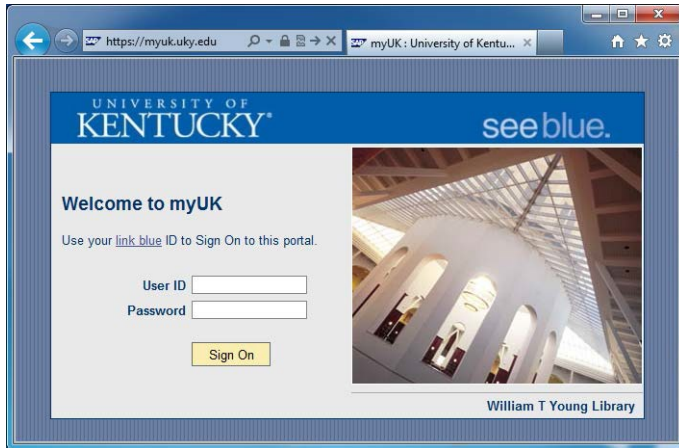 https://myuk.uky.edu
myUK : University of Kentu...
UNIVERSITY OF
KENTUCKY
see blue.
Welcome to myUK
Use your link blue ID to Sign On to this portal.
User ID
Password
Sign On
William T Young Library